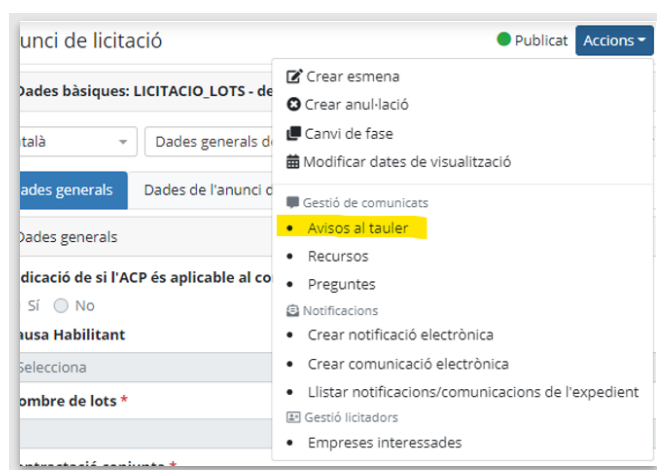 unci de licitació
Publicat
Accions
Dades bàsiques: LICITACIO_LOTS - de
talà
Dades generals d
ades generals
Dades de l'anunci d
Dades generals
dicació de si l'ACP és aplicable al co
Sí
No
ausa Habilitant
Selecciona
ombre de lots *
Crear esmena
Crear anul·lació
Canvi de fase
Modificar dates de visualització
Gestió de comunicats
• Avisos al tauler
• Recursos
• Preguntes
Notificacions
• Crear notificació electrònica
• Crear comunicació electrònica
• Llistar notificacions/comunicacions de l'expedient
Gestió licitadors
• Empreses interessades